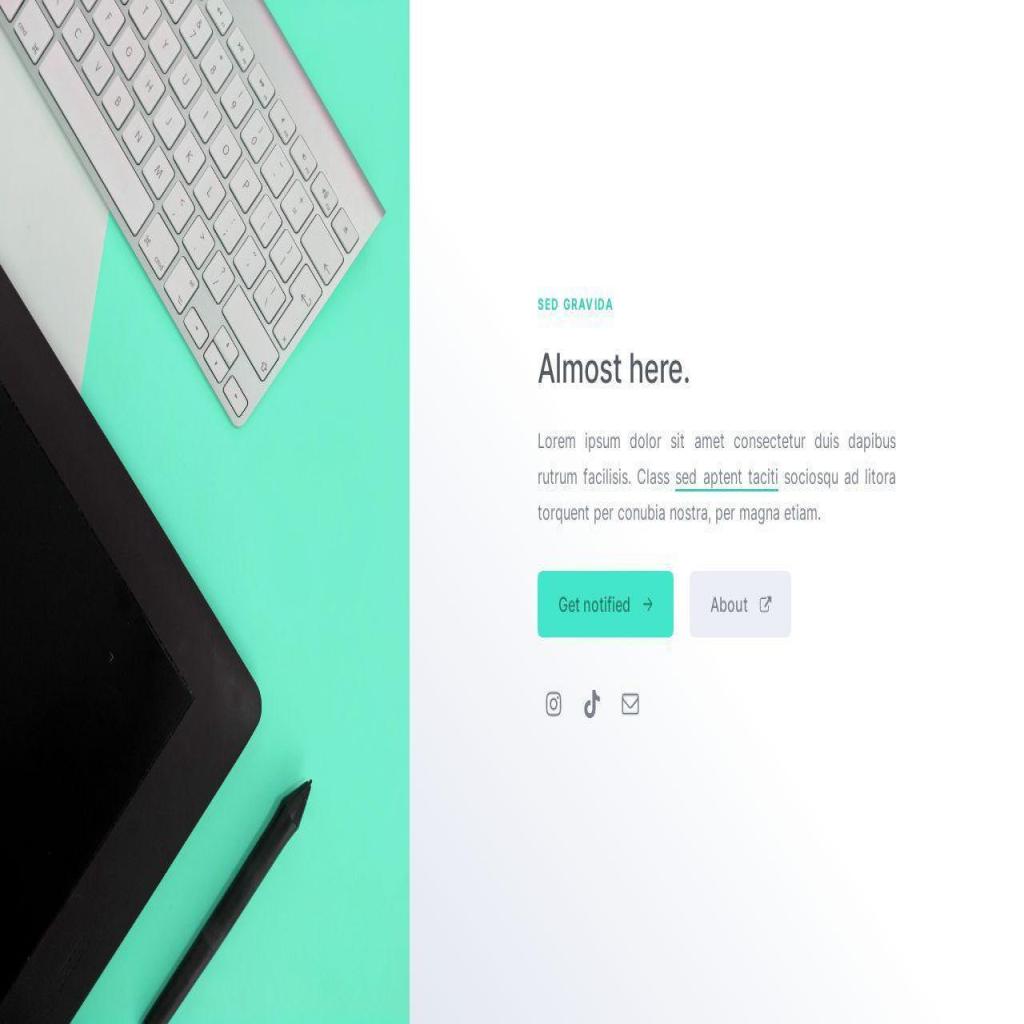 SED GRAVIDA
Almost here.
Lorem ipsum dolor sit amet consectetur duis dapibus
rutrum facilisis. Class sed aptent taciti sociosqu ad litora
torquent per conubia nostra, per magna etiam.
Get notified →
About